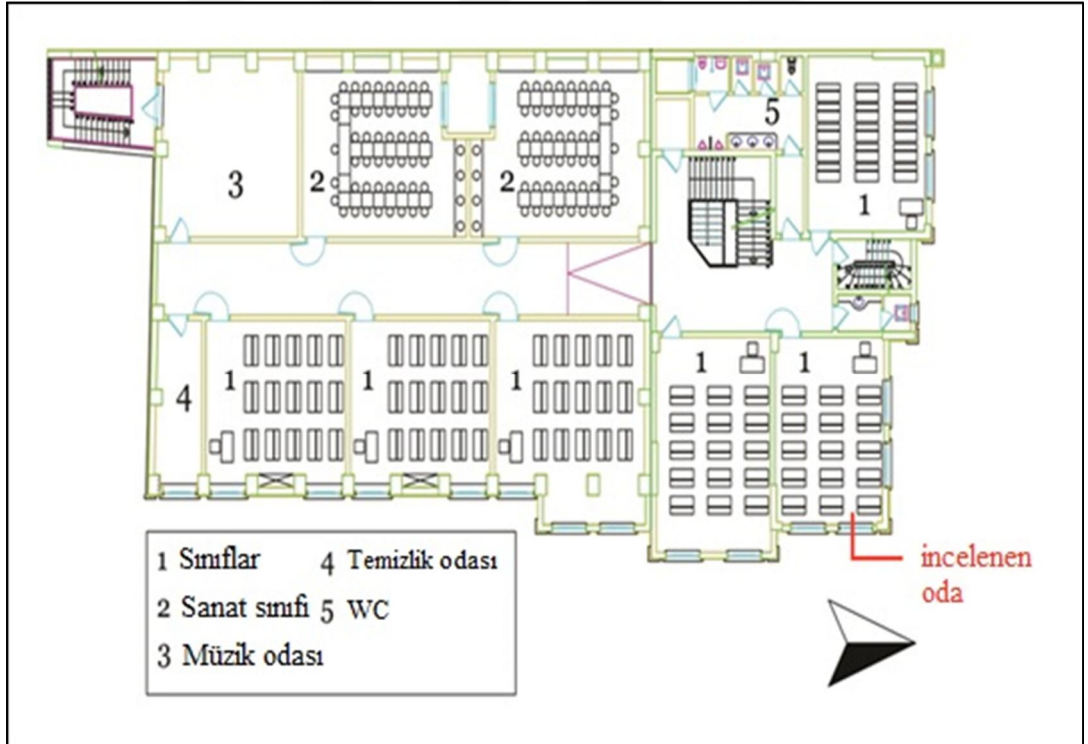 5
3
2
2
1
1
1
1
1
1
4
1 Sınıflar
4 Temizlik odası
2 Sanat sınıfı
5 WC
3 Müzik odası
incelenen
oda